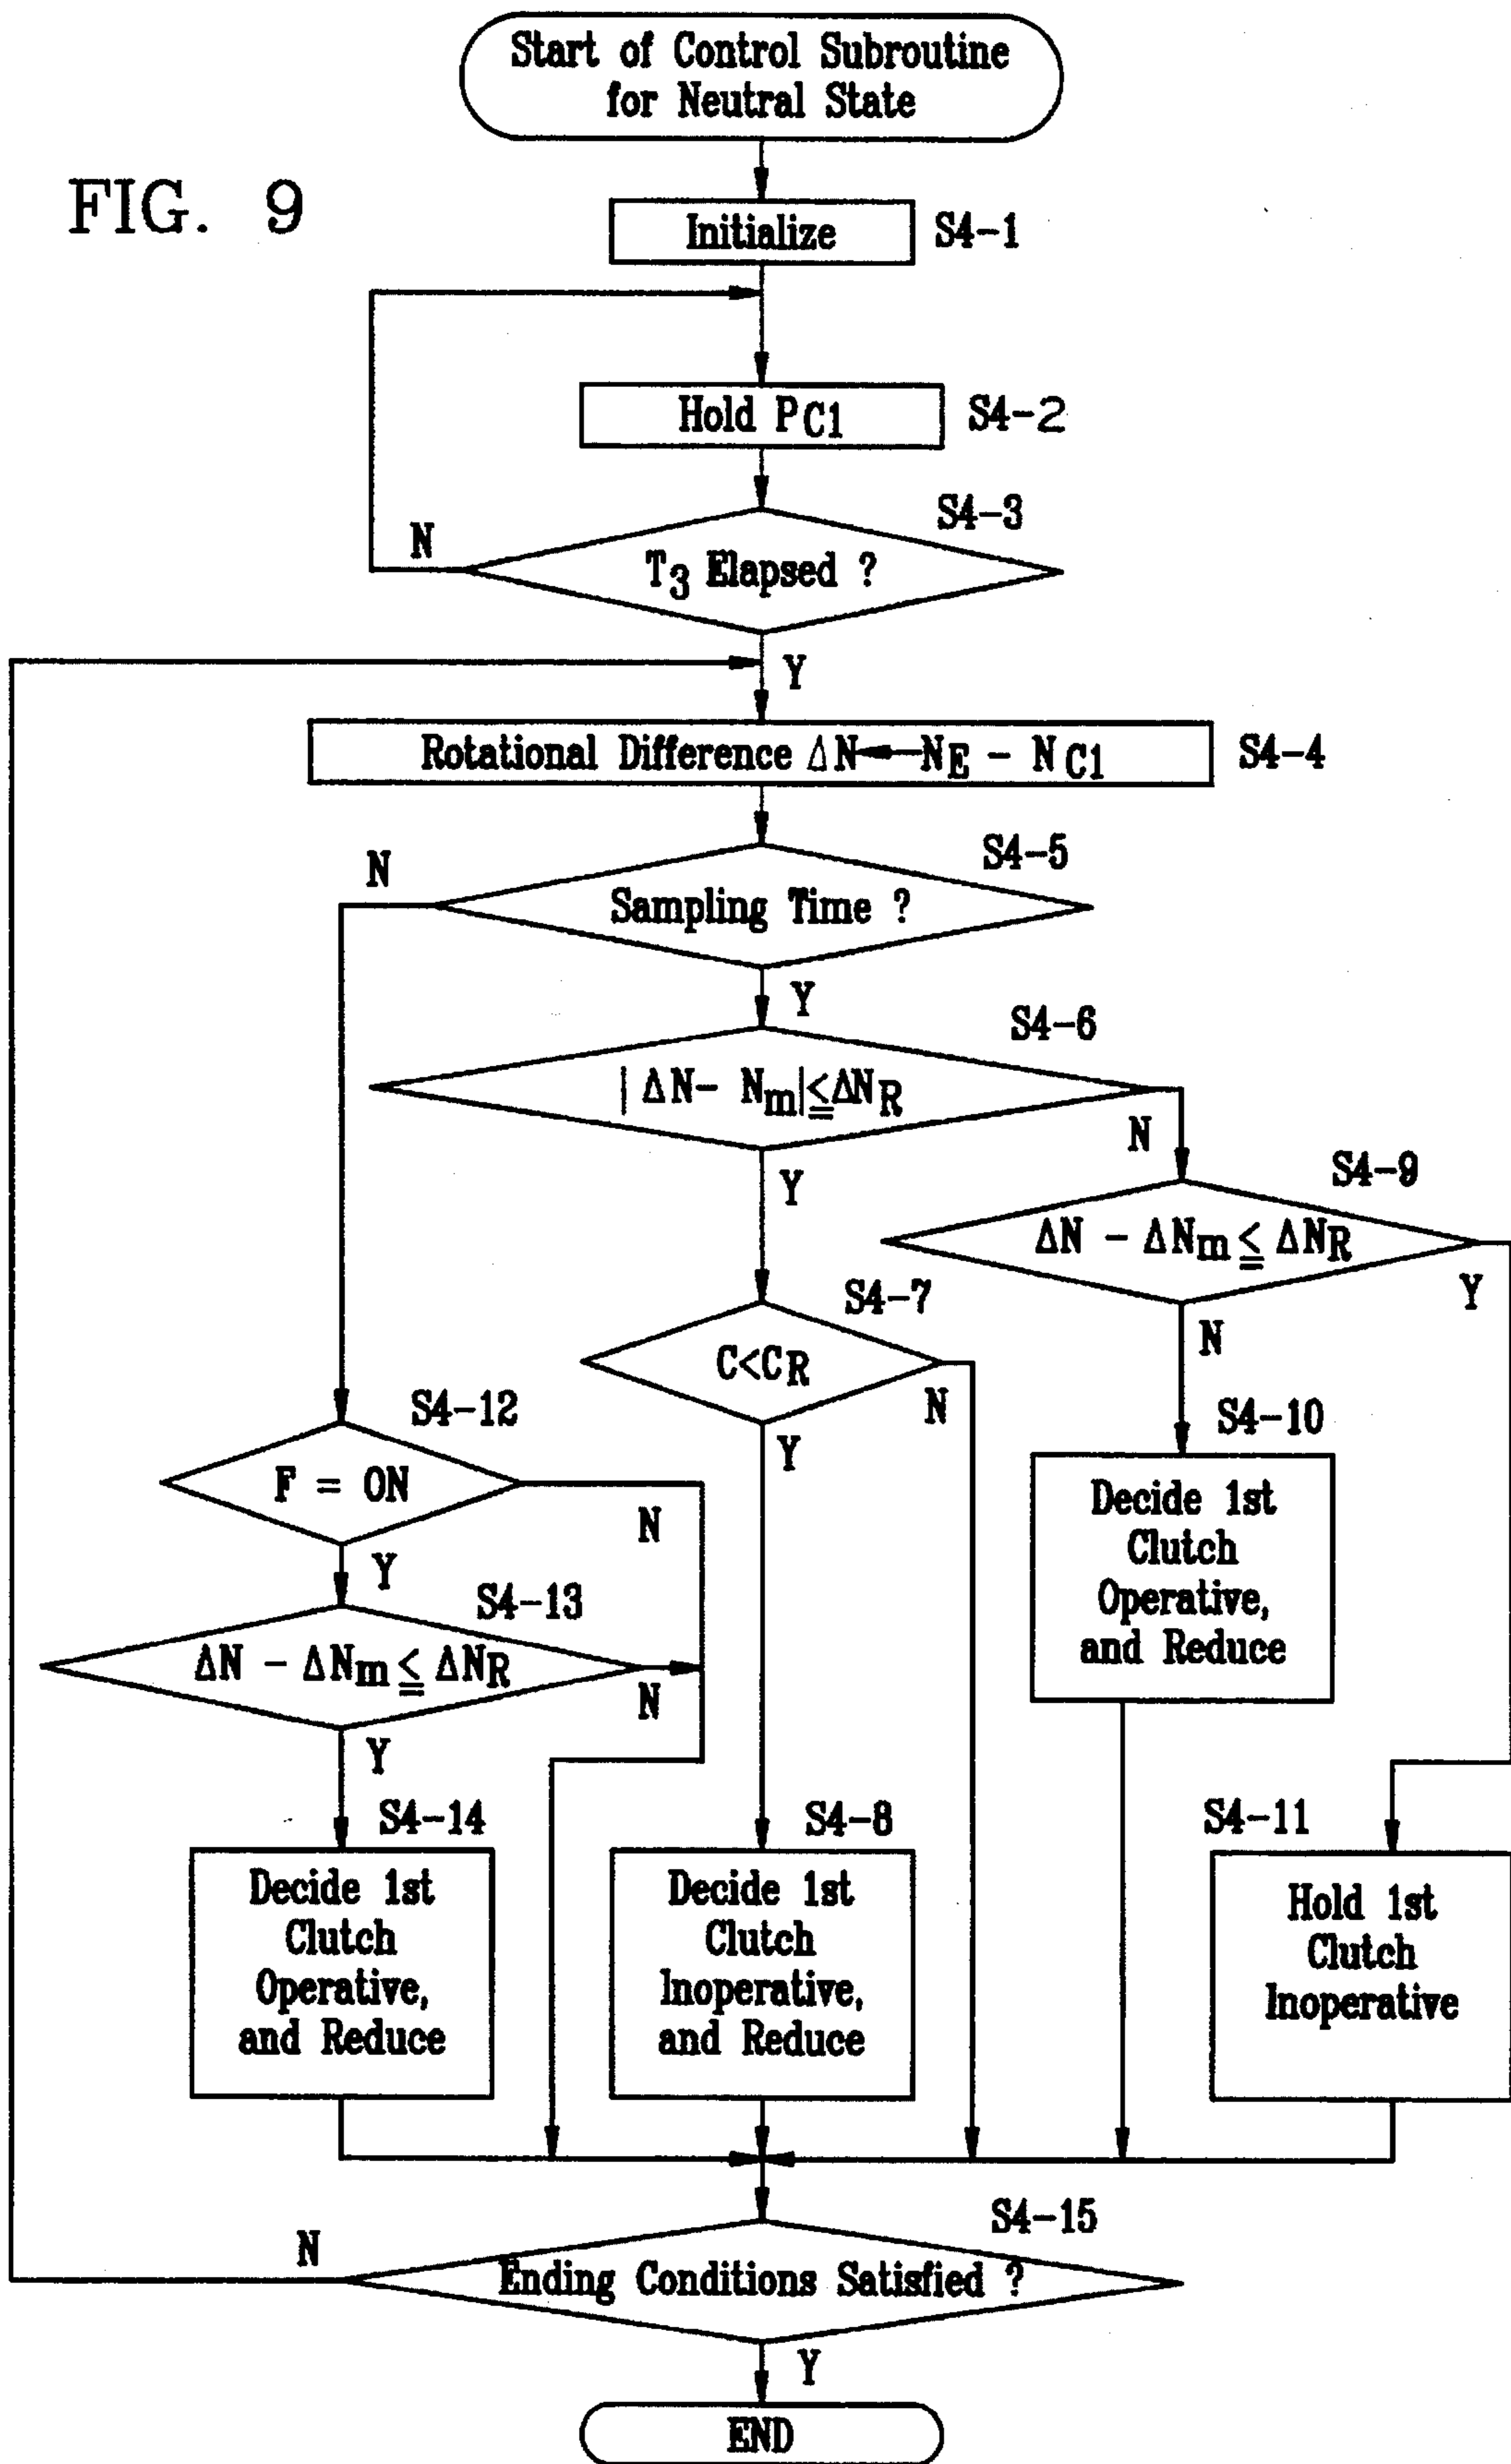 Start of Control Subroutine
for Neutral State
FIG. 9
Initialize
S4-1
Hold PC1
S4-2
S4-3
N
T3 Elapsed ?
Y
Rotational Difference ΔN←NE - NC1
S4-4
S4-5
N
Sampling Time ?
Y
S4-6
| ΔN- Nm|≦ΔNR
N
Y
S4-9
ΔN - ΔNm ≦ ΔNR
Y
N
S4-7
C<CR
N
Y
S4-12
F = ON
N
Y
S4-10
Decide 1st
Clutch
Operative,
and Reduce
S4-13
ΔN - ΔNm ≦ ΔNR
N
Y
S4-14
Decide 1st
Clutch
Operative,
and Reduce
S4-8
Decide 1st
Clutch
Inoperative,
and Reduce
S4-11
Hold 1st
Clutch
Inoperative
S4-15
N
Ending Conditions Satisfied ?
Y
END